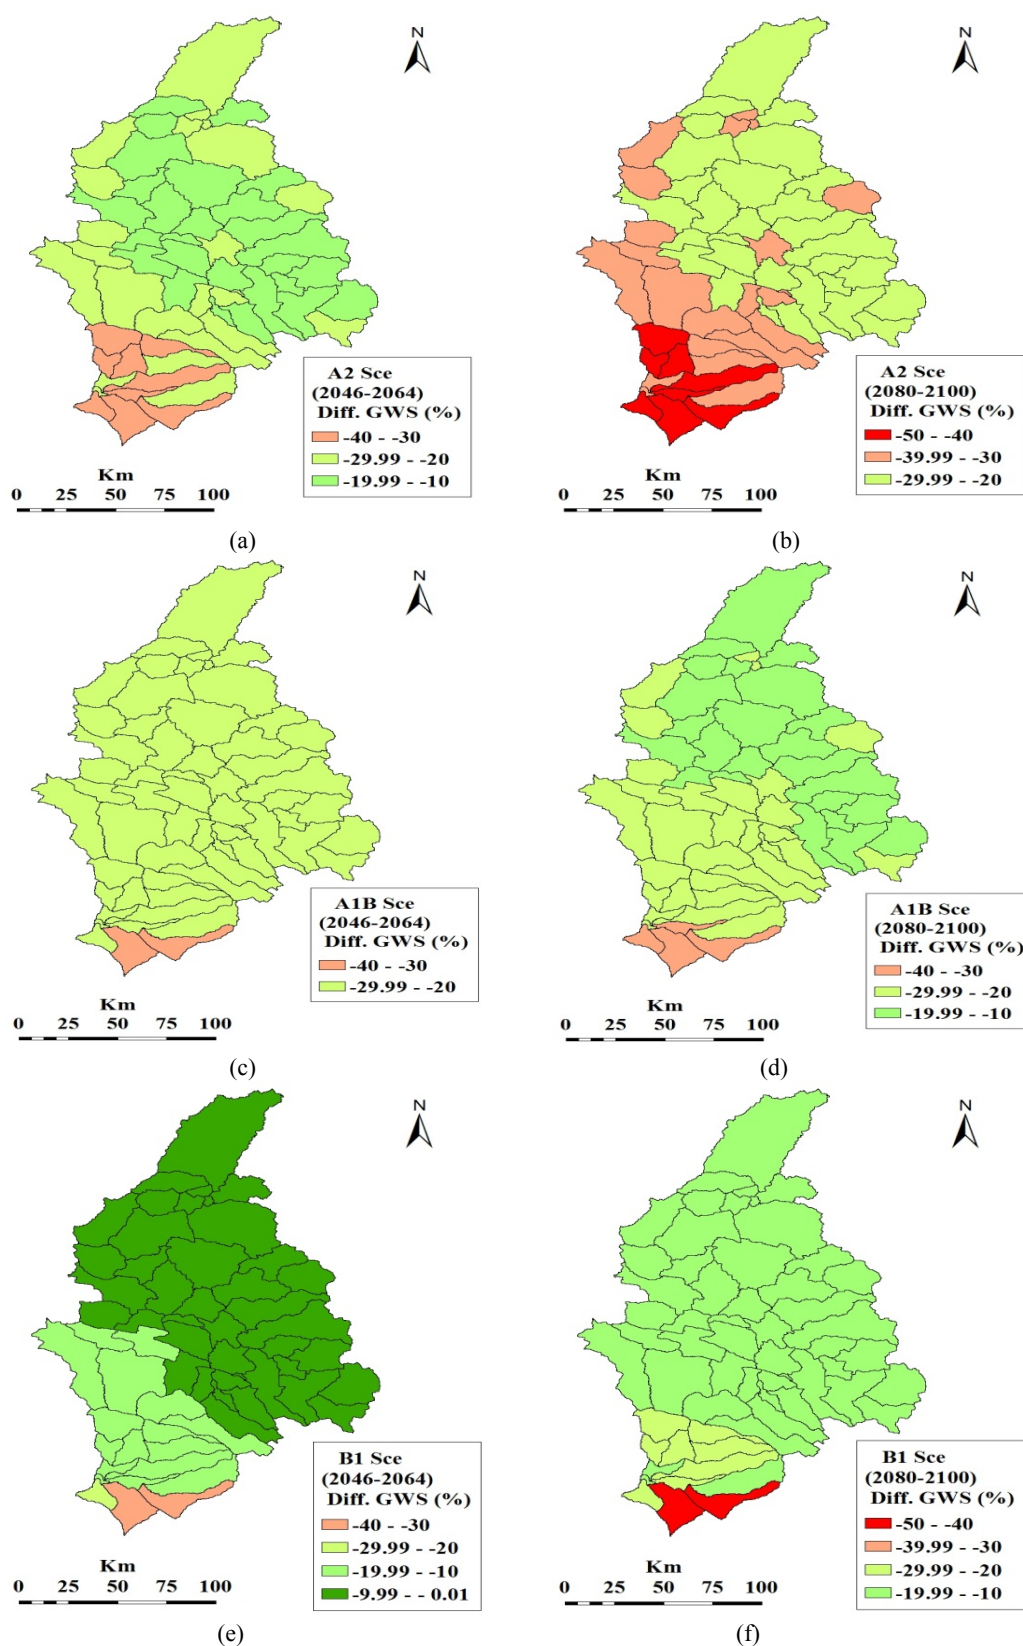 N
A2 Sce
(2046-2064)
Diff. GWS (%)
-40 - -30
-29.99 - -20
-19.99 - -10
Km
0 25 50 75 100
(a)
N
A2 Sce
(2080-2100)
Diff. GWS (%)
-50 - -40
-39.99 - -30
-29.99 - -20
Km
0 25 50 75 100
(b)
N
A1B Sce
(2046-2064)
Diff. GWS (%)
-40 - -30
-29.99 - -20
Km
0 25 50 75 100
(c)
N
A1B Sce
(2080-2100)
Diff. GWS (%)
-40 - -30
-29.99 - -20
-19.99 - -10
Km
0 25 50 75 100
(d)
N
B1 Sce
(2046-2064)
Diff. GWS (%)
-40 - -30
-29.99 - -20
-19.99 - -10
-9.99 - - 0.01
Km
0 25 50 75 100
(e)
N
B1 Sce
(2080-2100)
Diff. GWS (%)
-50 - -40
-39.99 - -30
-29.99 - -20
-19.99 - -10
Km
0 25 50 75 100
(f)